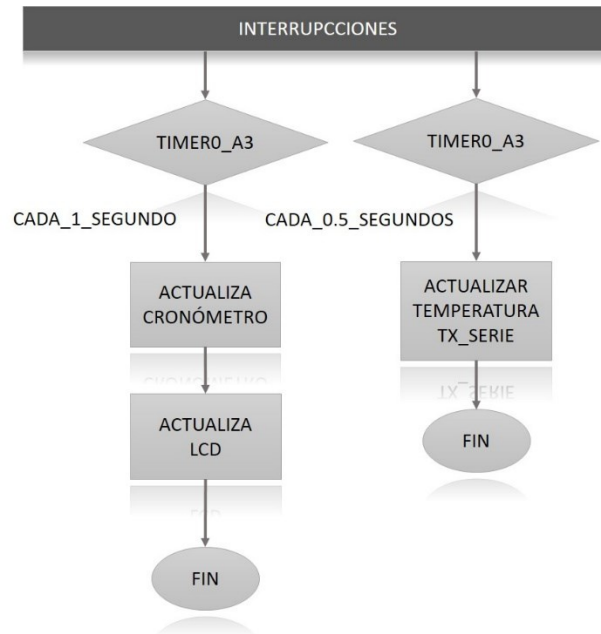 INTERRUPCCIONES
TIMER0_A3
CADA_1_SEGUNDO
ACTUALIZA
CRONÓMETRO
ACTUALIZA
LCD
FIN
TIMER0_A3
CADA_0.5_SEGUNDOS
ACTUALIZAR
TEMPERATURA
TX_SERIE
FIN